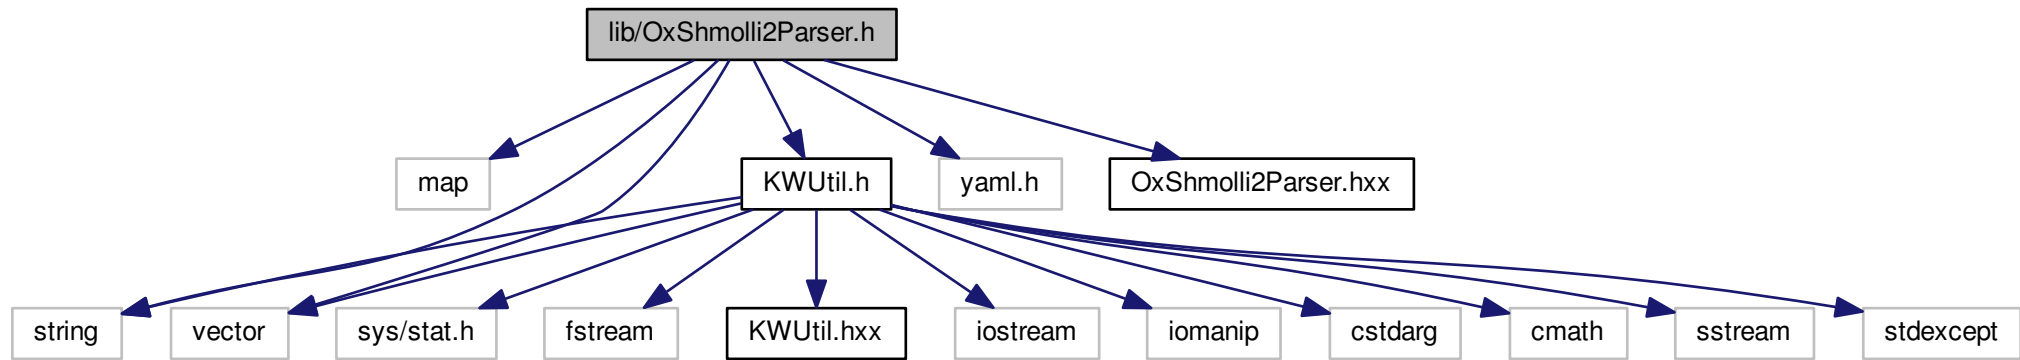 lib/OxShmolli2Parser.h
map
KWUtil.h
yaml.h
OxShmolli2Parser.hxx
string
vector
sys/stat.h
fstream
KWUtil.hxx
iostream
iomanip
cstdarg
cmath
sstream
stdexcept